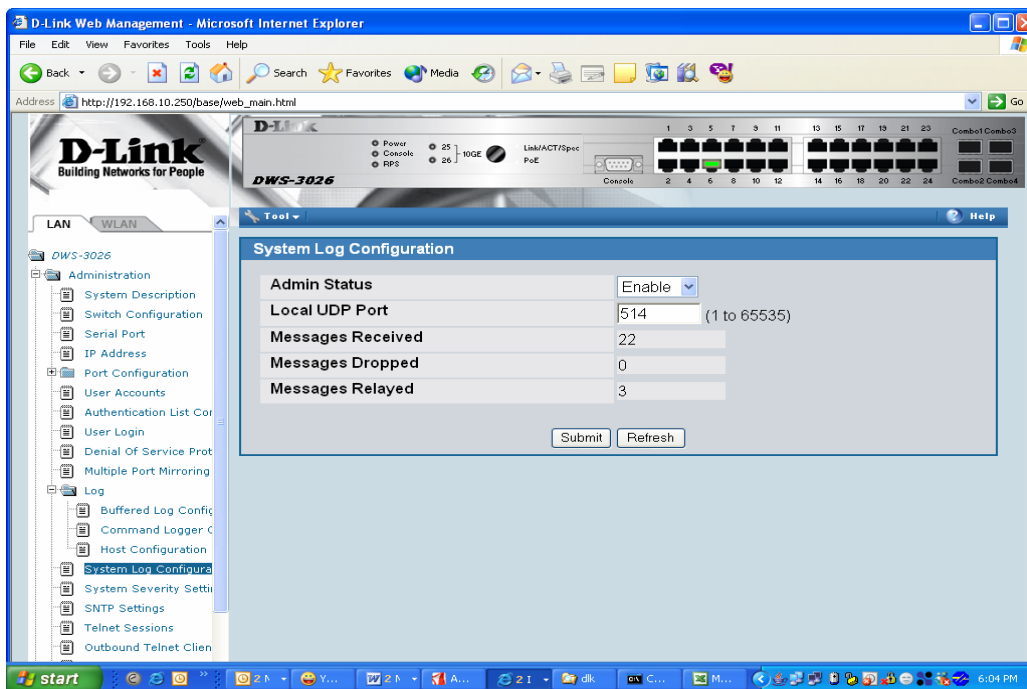 D-Link Web Management - Microsoft Internet Explorer
File Edit View Favorites Tools Help
Back Search Favorites Media
Address http://192.168.10.250/base/web_main.html Go
D-Link
Building Networks for People
D-Link
Power
Console
RPS
25
26
10GE
Link/ACT/Spec
PoE
Console
1 3 5 7 9 11 13 15 17 19 21 23 Combo1 Combo3
2 4 6 8 10 12 14 16 18 20 22 24 Combo2 Combo4
DWS-3026
LAN WLAN
Tool Help
DWS-3026
Administration
System Description
Switch Configuration
Serial Port
IP Address
Port Configuration
User Accounts
Authentication List Con
User Login
Denial Of Service Prot
Multiple Port Mirroring
Log
Buffered Log Config
Command Logger C
Host Configuration
System Log Configura
System Severity Setti
SNTP Settings
Telnet Sessions
Outbound Telnet Clien
System Log Configuration
Admin Status Enable
Local UDP Port 514 (1 to 65535)
Messages Received 22
Messages Dropped 0
Messages Relayed 3
Submit Refresh
start 2 N Y... 2 N A... 2 I dlk C... M... 6:04 PM